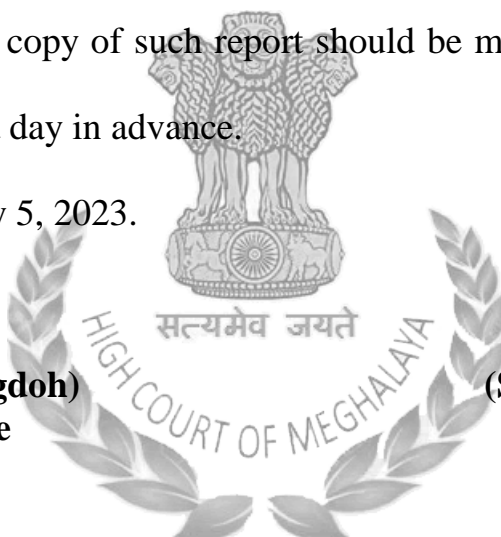 copy of such report should be m
day in advance.
5, 2023.
सत्यमेव जयते
HIGH COURT OF MEGHALAYA
gdoh) (S
e